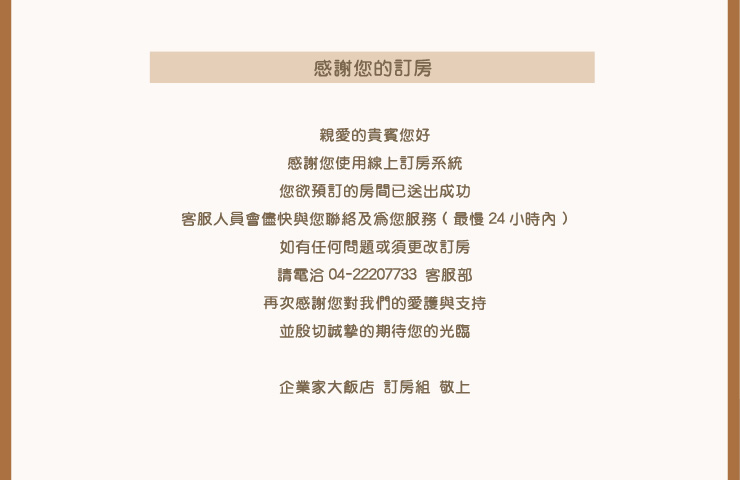 感謝您的訂房
親愛的貴賓您好
感謝您使用線上訂房系統
您欲預訂的房間已送出成功
客服人員會儘快與您聯絡及為您服務 ( 最慢 24 小時內 )
如有任何問題或須更改訂房
請電洽 04-22207733 客服部
再次感謝您對我們的愛護與支持
並殷切誠摯的期待您的光臨
企業家大飯店 訂房組 敬上